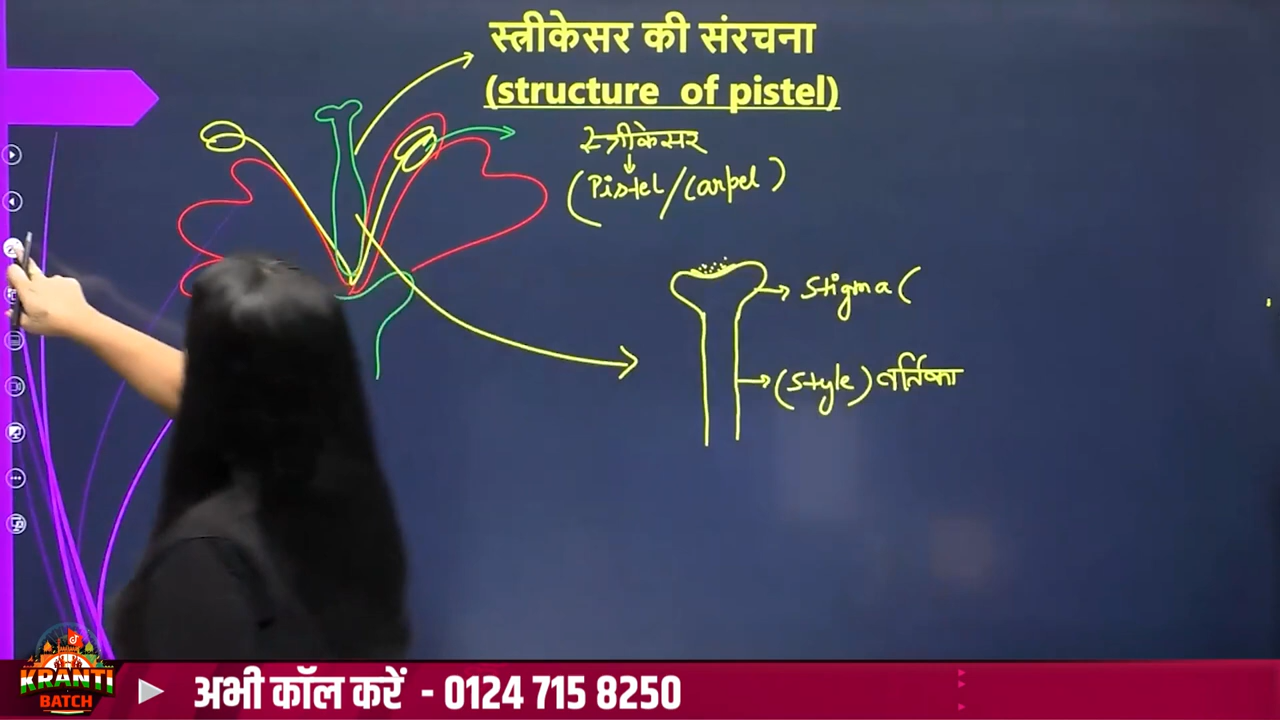 स्त्रीकेसर की संरचना
(structure of pistel)
स्त्रीकेसर
(Pistel/Carpel)
Stigma (
(Style) वर्तिका
KRANTI
BATCH
अभी कॉल करें - 0124 715 8250